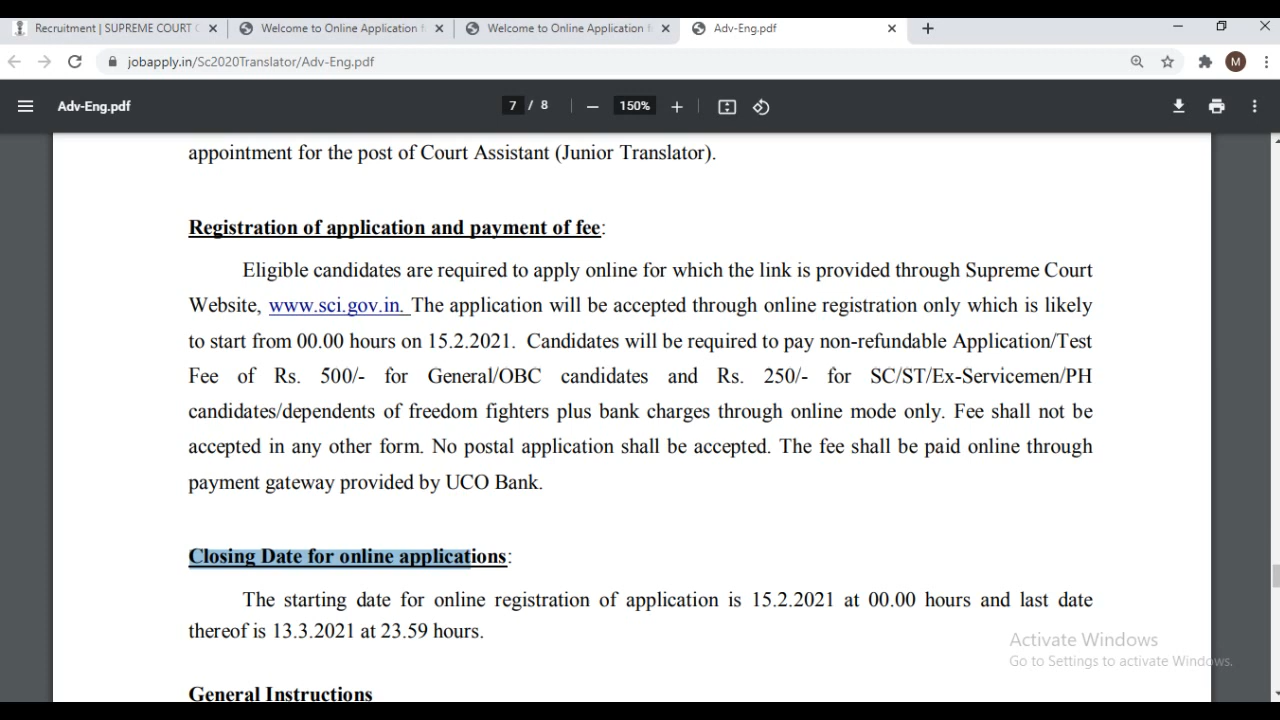 Recruitment | SUPREME COURT
Welcome to Online Application
Welcome to Online Application
Adv-Eng.pdf
jobapply.in/Sc2020Translator/Adv-Eng.pdf
M
Adv-Eng.pdf
7 / 8
150%
appointment for the post of Court Assistant (Junior Translator).
Registration of application and payment of fee:
Eligible candidates are required to apply online for which the link is provided through Supreme Court
Website, www.sci.gov.in. The application will be accepted through online registration only which is likely
to start from 00.00 hours on 15.2.2021. Candidates will be required to pay non-refundable Application/Test
Fee of Rs. 500/- for General/OBC candidates and Rs. 250/- for SC/ST/Ex-Servicemen/PH
candidates/dependents of freedom fighters plus bank charges through online mode only. Fee shall not be
accepted in any other form. No postal application shall be accepted. The fee shall be paid online through
payment gateway provided by UCO Bank.
Closing Date for online applications:
The starting date for online registration of application is 15.2.2021 at 00.00 hours and last date
thereof is 13.3.2021 at 23.59 hours.
Activate Windows
Go to Settings to activate Windows.
General Instructions